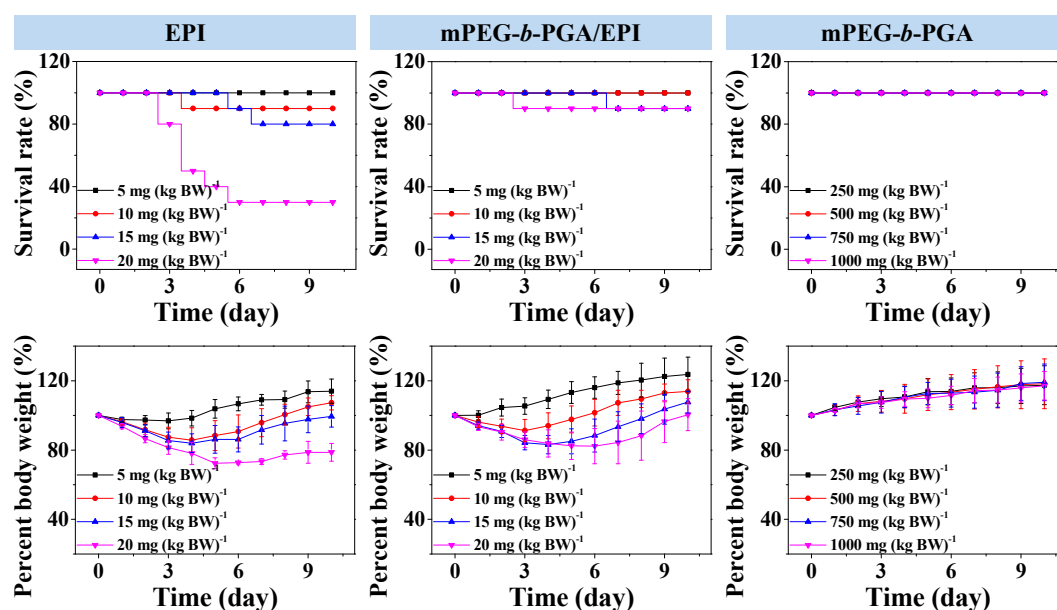 EPI
mPEG-b-PGA/EPI
mPEG-b-PGA
Survival rate (%)
120
80
40
0
5 mg (kg BW)⁻¹
10 mg (kg BW)⁻¹
15 mg (kg BW)⁻¹
20 mg (kg BW)⁻¹
0 3 6 9
Time (day)
Survival rate (%)
120
80
40
0
5 mg (kg BW)⁻¹
10 mg (kg BW)⁻¹
15 mg (kg BW)⁻¹
20 mg (kg BW)⁻¹
0 3 6 9
Time (day)
Survival rate (%)
120
80
40
0
250 mg (kg BW)⁻¹
500 mg (kg BW)⁻¹
750 mg (kg BW)⁻¹
1000 mg (kg BW)⁻¹
0 3 6 9
Time (day)
Percent body weight (%)
120
80
40
5 mg (kg BW)⁻¹
10 mg (kg BW)⁻¹
15 mg (kg BW)⁻¹
20 mg (kg BW)⁻¹
0 3 6 9
Time (day)
Percent body weight (%)
120
80
40
5 mg (kg BW)⁻¹
10 mg (kg BW)⁻¹
15 mg (kg BW)⁻¹
20 mg (kg BW)⁻¹
0 3 6 9
Time (day)
Percent body weight (%)
120
80
40
250 mg (kg BW)⁻¹
500 mg (kg BW)⁻¹
750 mg (kg BW)⁻¹
1000 mg (kg BW)⁻¹
0 3 6 9
Time (day)